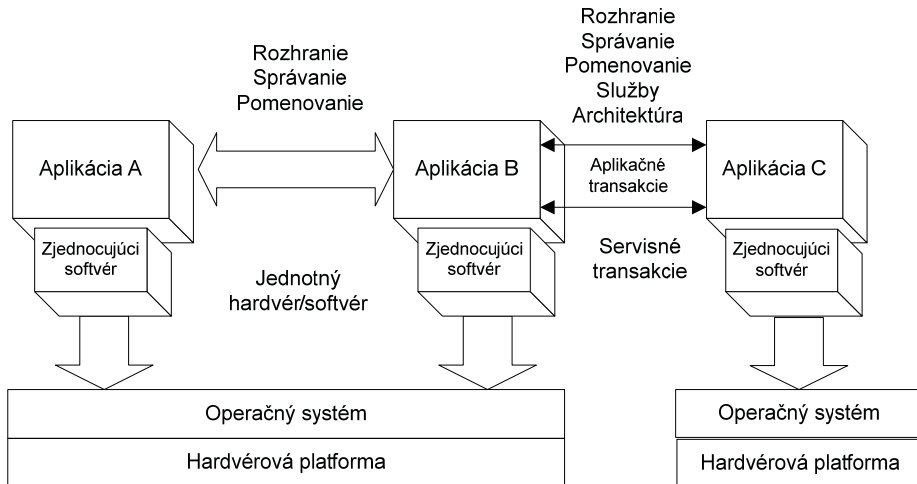 Rozhranie
Správanie
Pomenovanie
Rozhranie
Správanie
Pomenovanie
Služby
Architektúra
Aplikácia A
Aplikácia B
Aplikačné
transakcie
Aplikácia C
Zjednocujúci
softvér
Jednotný
hardvér/softvér
Zjednocujúci
softvér
Servisné
transakcie
Zjednocujúci
softvér
Operačný systém
Hardvérová platforma
Operačný systém
Hardvérová platforma